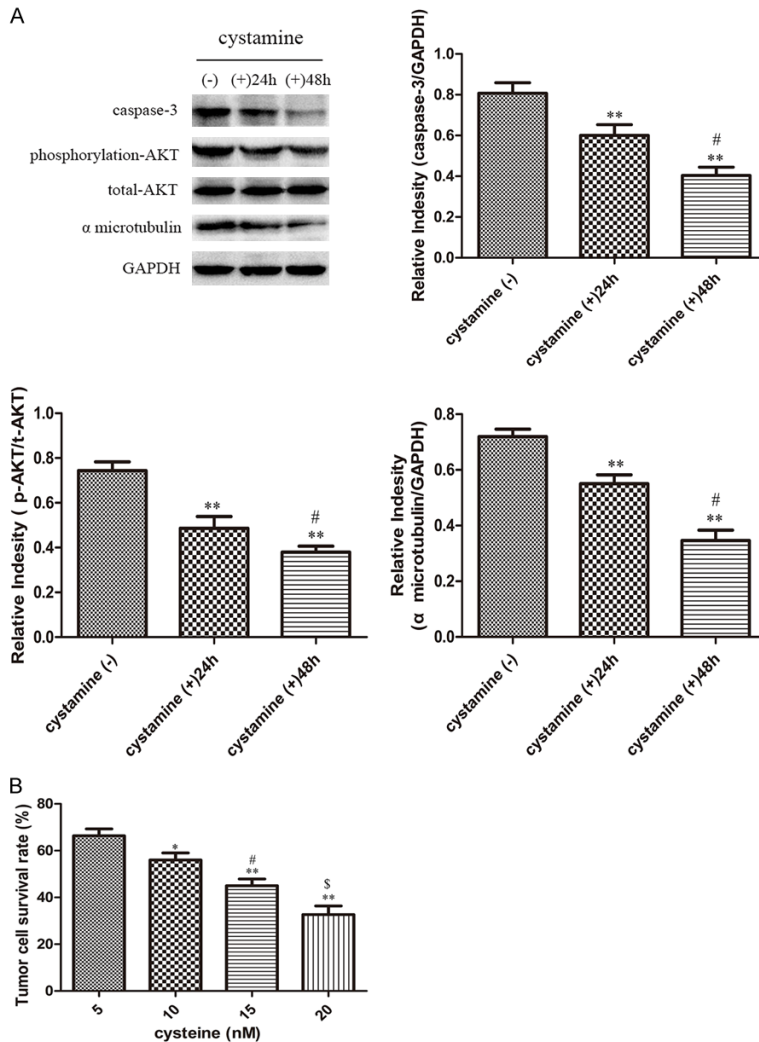 A
cystamine
(-) (+)24h (+)48h
caspase-3
phosphorylation-AKT
total-AKT
α microtubulin
GAPDH
Relative Indesity (caspase-3/GAPDH)
1.0
0.8
0.6
0.4
0.2
0.0
**
#
**
cystamine (-)
cystamine (+)24h
cystamine (+)48h
Relative Indesity ( p-AKT/t-AKT)
1.0
0.8
0.6
0.4
0.2
0.0
**
#
**
cystamine (-)
cystamine (+)24h
cystamine (+)48h
Relative Indesity
(α microtubulin/GAPDH)
0.8
0.6
0.4
0.2
0.0
**
#
**
cystamine (-)
cystamine (+)24h
cystamine (+)48h
B
Tumor cell survival rate (%)
80
60
40
20
0
*
#
**
$
**
5
10
15
20
cysteine (nM)